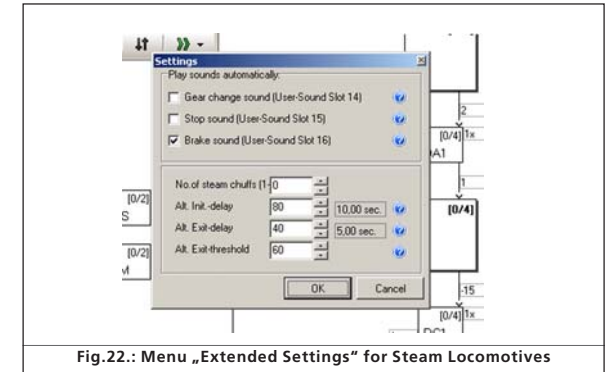 Settings
Play sounds automatically:
Gear change sound (User-Sound Slot 14)
Stop sound (User-Sound Slot 15)
Brake sound (User-Sound Slot 16)
No.of steam chuffs (1- 0
Alt. Init.-delay 80 10,00 sec.
Alt. Exit-delay 40 5,00 sec.
Alt. Exit-threshold 60
OK Cancel
[0/2]
S
[0/2]
2
[0/4] 1x
DA1
1
[0/4]
-15
[0/4] 1x
Fig.22.: Menu „Extended Settings“ for Steam Locomotives